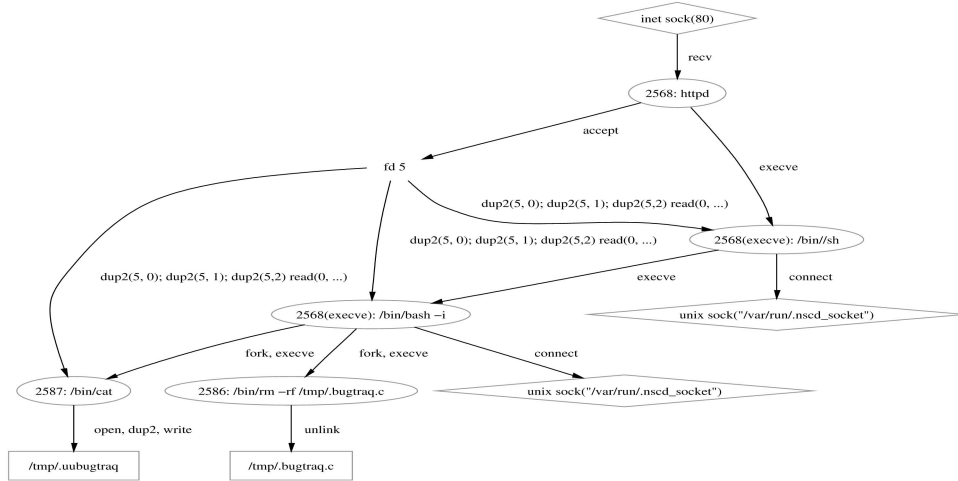 inet sock(80)
recv
2568: httpd
accept
execve
fd 5
dup2(5, 0); dup2(5, 1); dup2(5,2) read(0, ...)
dup2(5, 0); dup2(5, 1); dup2(5,2) read(0, ...)
2568(execve): /bin//sh
dup2(5, 0); dup2(5, 1); dup2(5,2) read(0, ...)
execve
connect
2568(execve): /bin/bash −i
unix sock("/var/run/.nscd_socket")
fork, execve
fork, execve
connect
2587: /bin/cat
2586: /bin/rm −rf /tmp/.bugtraq.c
unix sock("/var/run/.nscd_socket")
open, dup2, write
unlink
/tmp/.uubugtraq
/tmp/.bugtraq.c